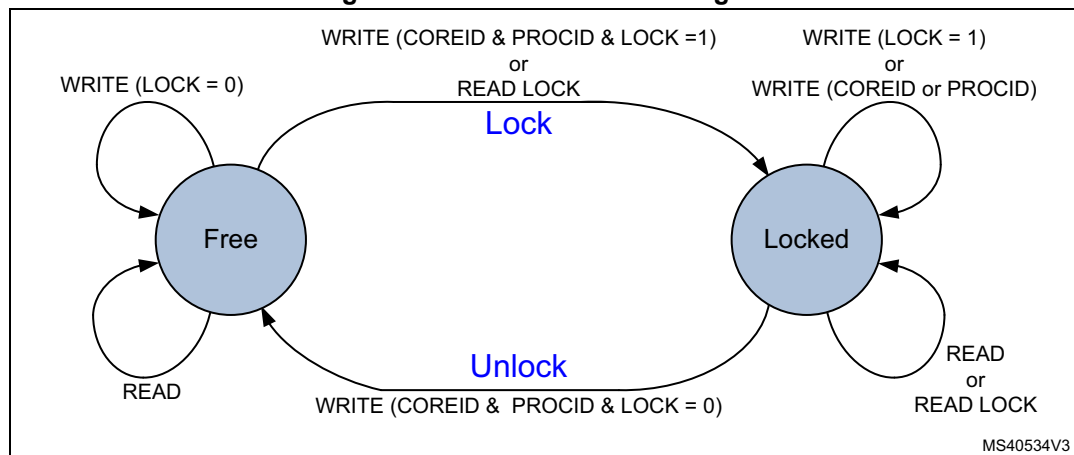 WRITE (COREID & PROCID & LOCK =1)
or
READ LOCK
Lock
WRITE (LOCK = 1)
or
WRITE (COREID or PROCID)
WRITE (LOCK = 0)
Free
Locked
READ
Unlock
WRITE (COREID & PROCID & LOCK = 0)
READ
or
READ LOCK
MS40534V3